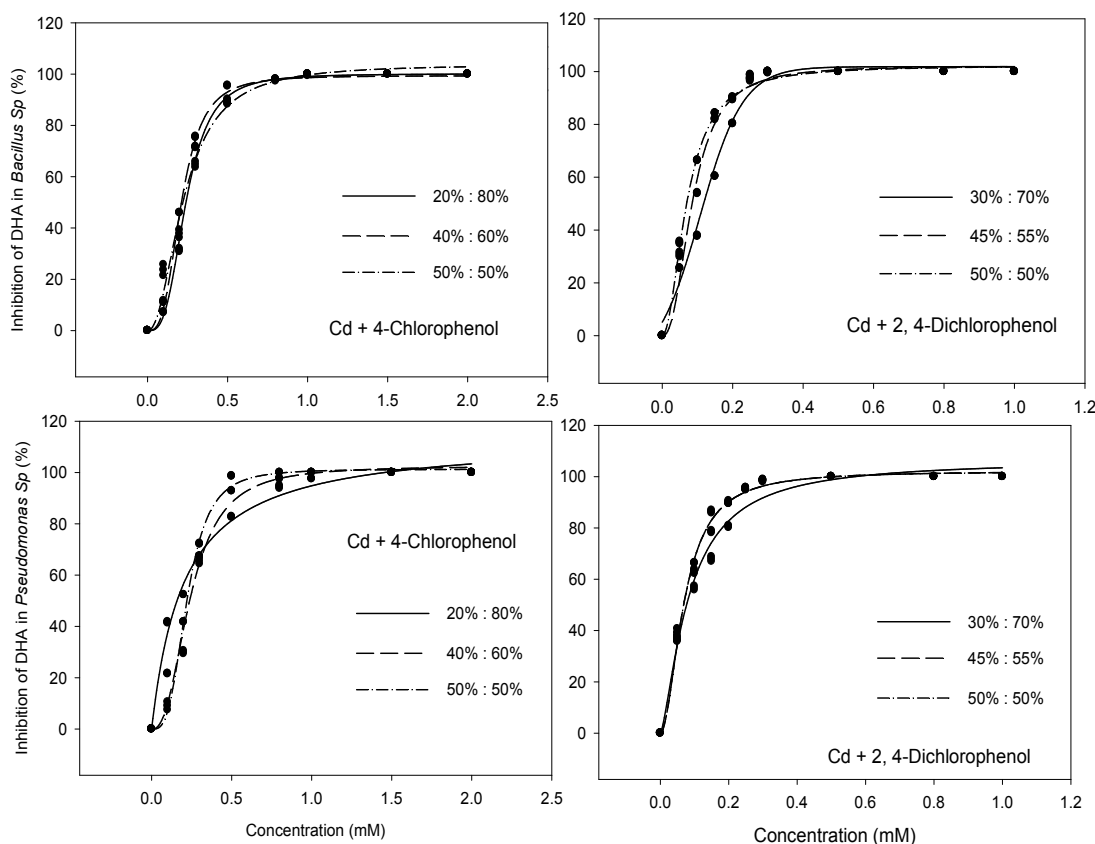 Inhibition of DHA in Bacillus Sp (%)
120
100
80
60
40
20
0
20% : 80%
40% : 60%
50% : 50%
Cd + 4-Chlorophenol
0.0 0.5 1.0 1.5 2.0 2.5
120
100
80
60
40
20
0
30% : 70%
45% : 55%
50% : 50%
Cd + 2, 4-Dichlorophenol
0.0 0.2 0.4 0.6 0.8 1.0 1.2
Inhibition of DHA in Pseudomonas Sp (%)
120
100
80
60
40
20
0
Cd + 4-Chlorophenol
20% : 80%
40% : 60%
50% : 50%
0.0 0.5 1.0 1.5 2.0 2.5
Concentration (mM)
120
100
80
60
40
20
0
30% : 70%
45% : 55%
50% : 50%
Cd + 2, 4-Dichlorophenol
0.0 0.2 0.4 0.6 0.8 1.0 1.2
Concentration (mM)